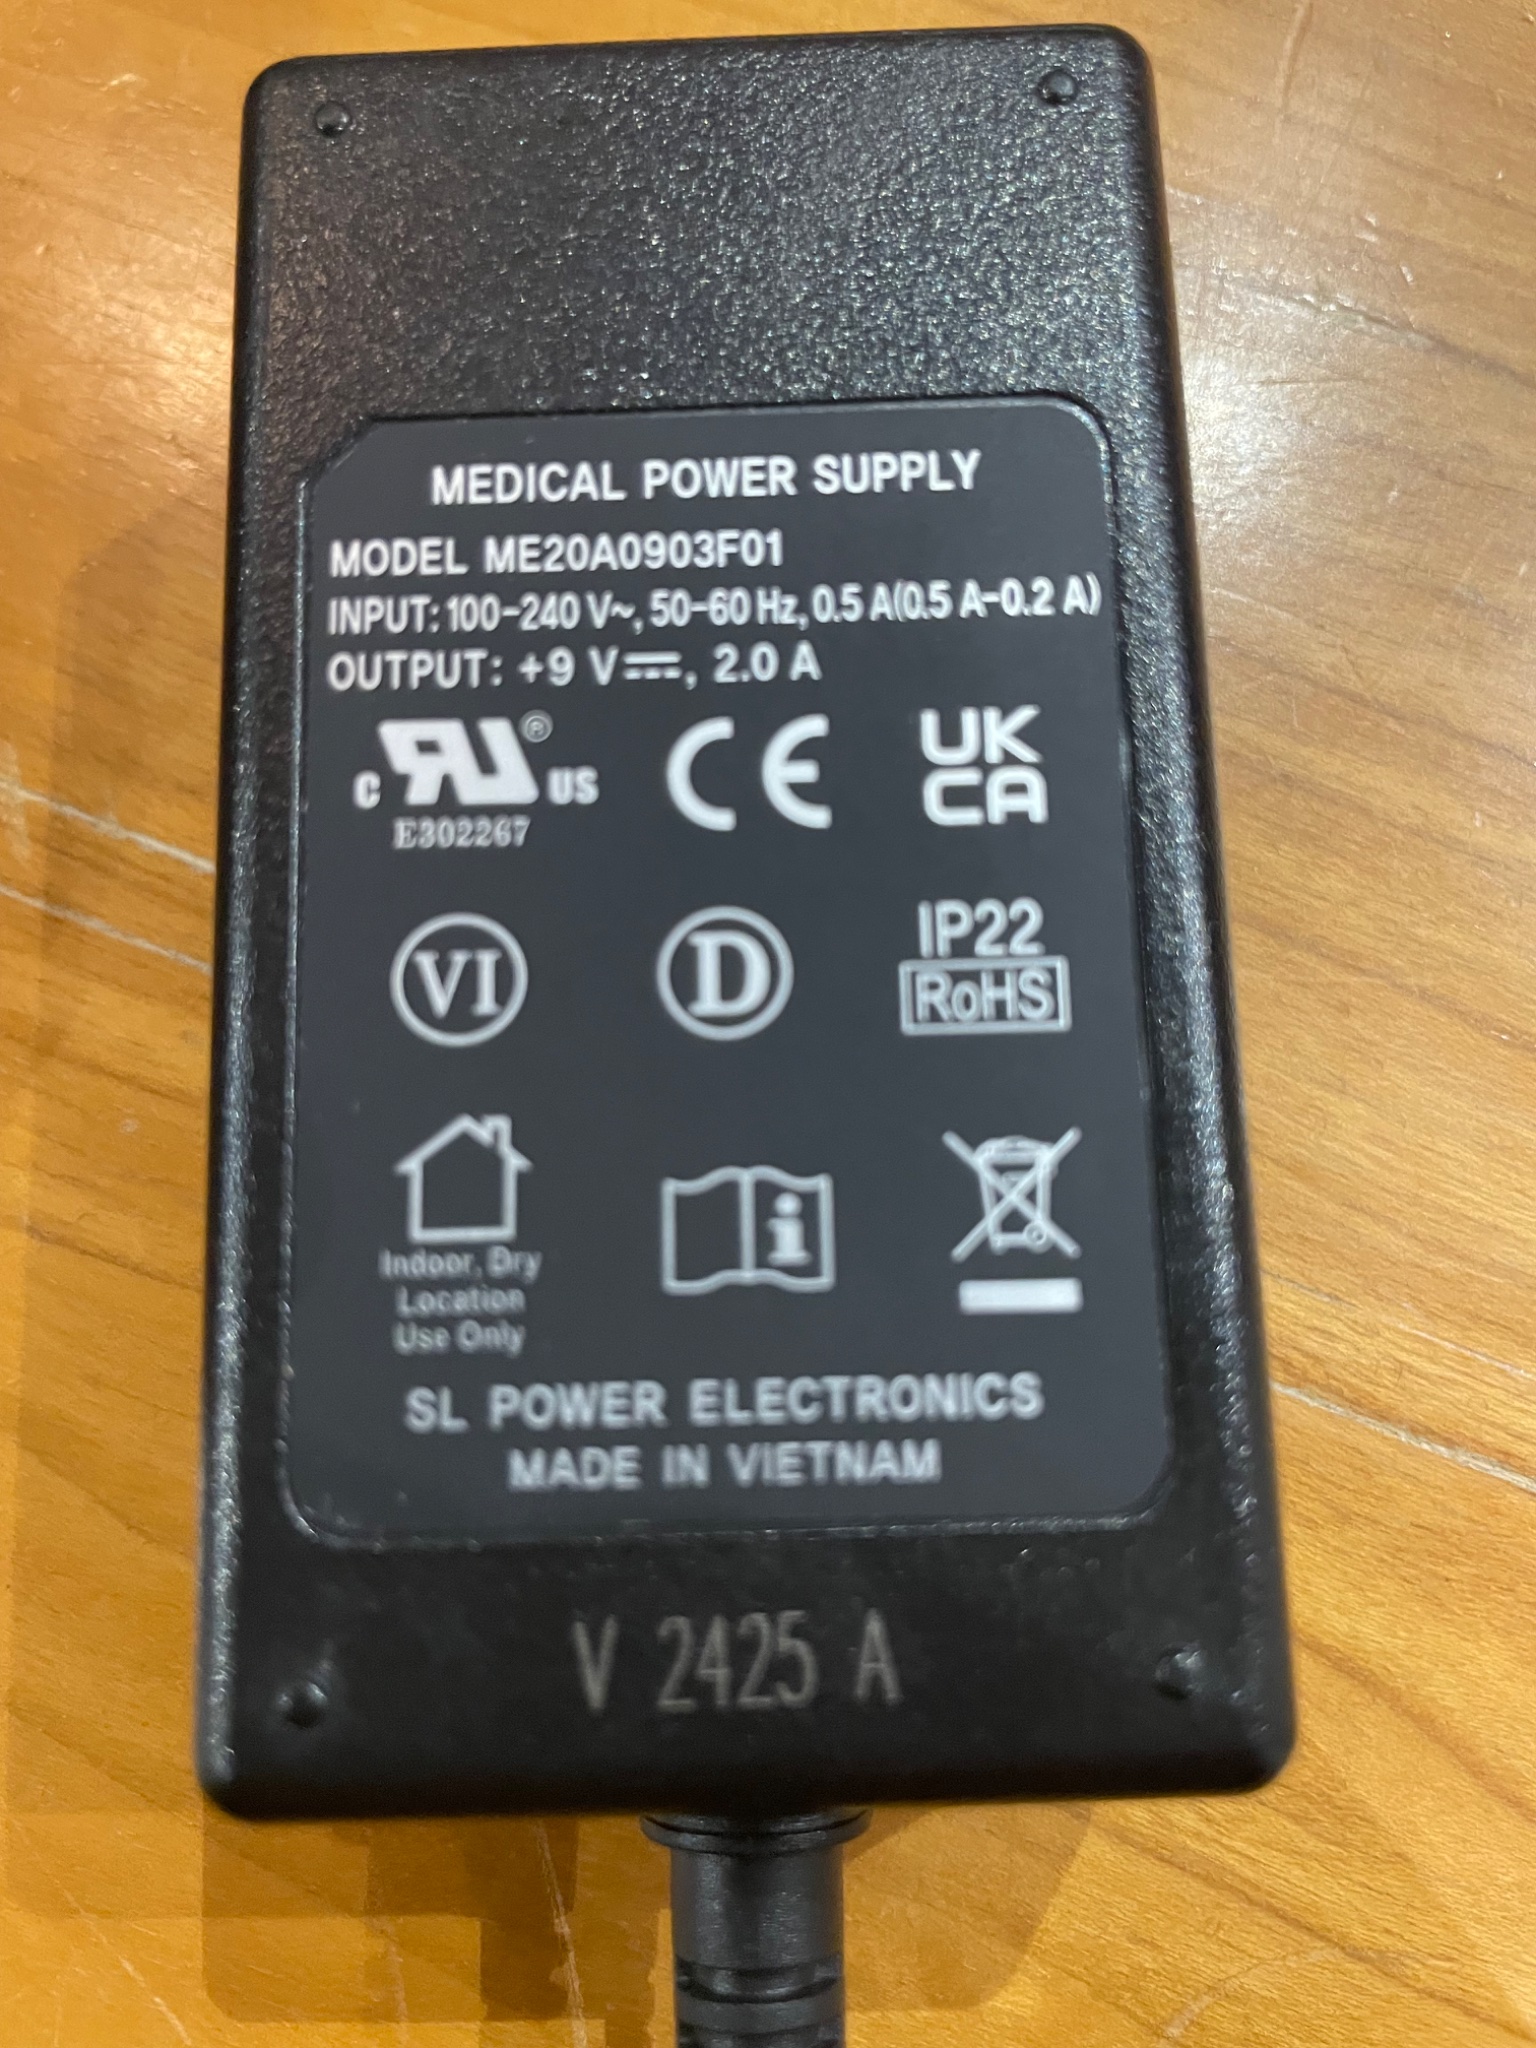 MEDICAL POWER SUPPLY
MODEL ME20A0903F01
INPUT: 100-240 V~, 50-60 Hz, 0.5 A(0.5 A-0.2 A)
OUTPUT: +9 V⎓, 2.0 A
C RU® US
E302267
CE
UK
CA
VI
D
IP22
RoHS
Indoor, Dry
Location
Use Only
i
SL POWER ELECTRONICS
MADE IN VIETNAM
V 2425 A